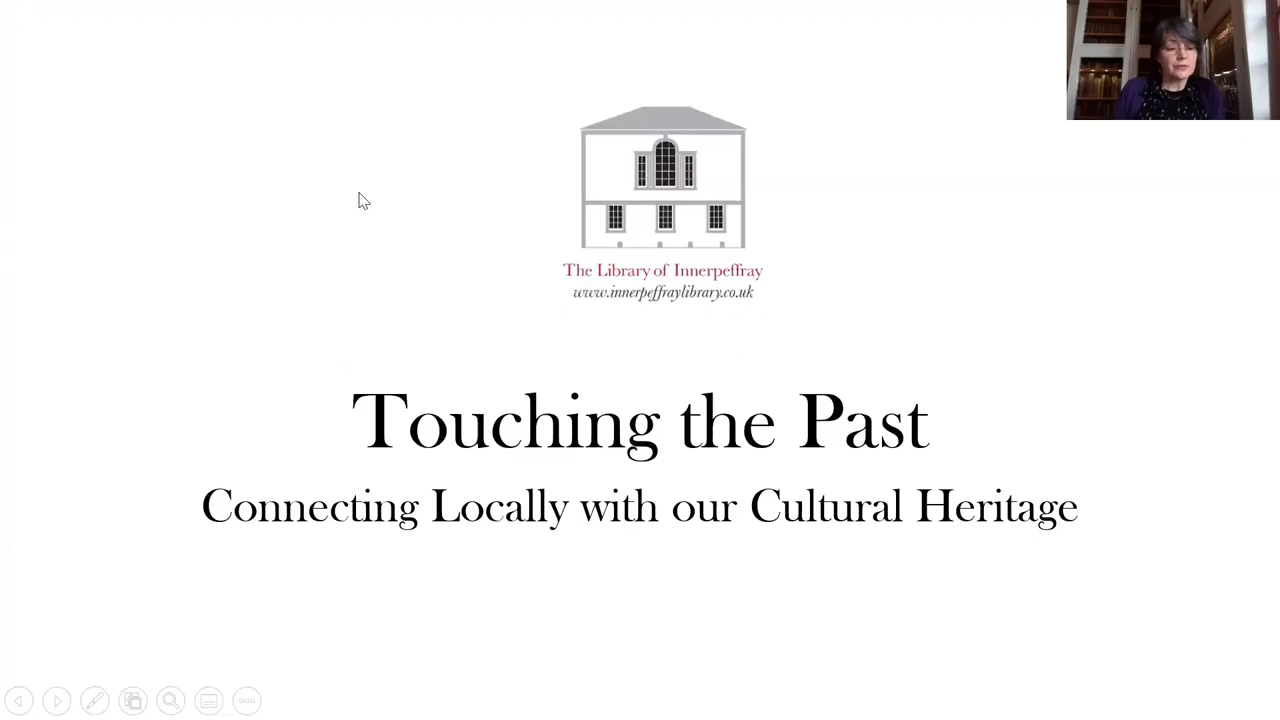 The Library of Innerpeffray
www.innerpeffraylibrary.co.uk
Touching the Past
Connecting Locally with our Cultural Heritage